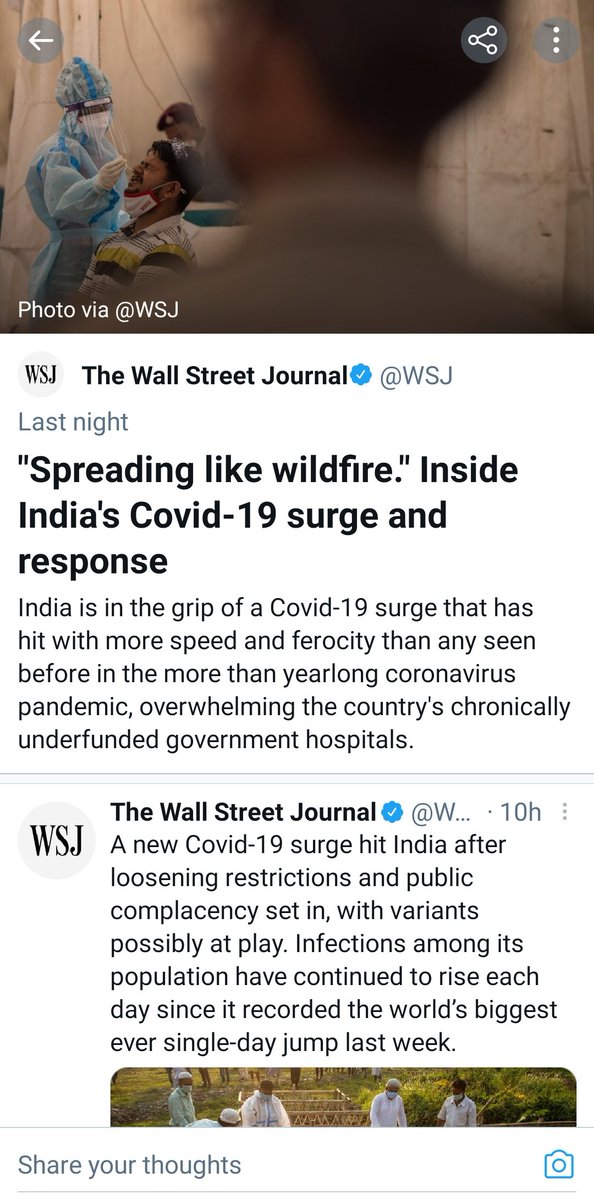 Photo via @WSJ
WSJ The Wall Street Journal @WSJ
Last night
"Spreading like wildfire." Inside
India's Covid-19 surge and
response
India is in the grip of a Covid-19 surge that has
hit with more speed and ferocity than any seen
before in the more than yearlong coronavirus
pandemic, overwhelming the country's chronically
underfunded government hospitals.
WSJ
The Wall Street Journal @W... · 10h
A new Covid-19 surge hit India after
loosening restrictions and public
complacency set in, with variants
possibly at play. Infections among its
population have continued to rise each
day since it recorded the world’s biggest
ever single-day jump last week.
Share your thoughts